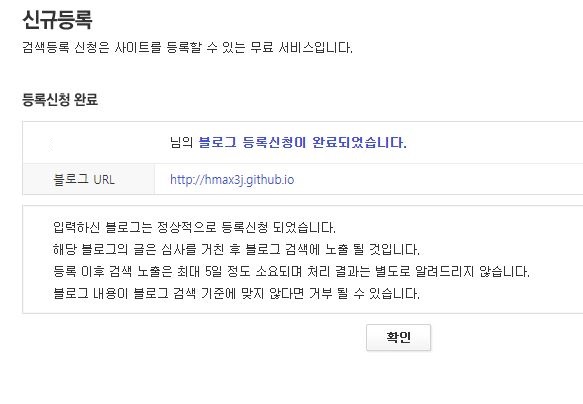 신규등록
검색등록 신청은 사이트를 등록할 수 있는 무료 서비스입니다.
등록신청 완료
님의 블로그 등록신청이 완료되었습니다.
블로그 URL http://hmax3j.github.io
입력하신 블로그는 정상적으로 등록신청 되었습니다.
해당 블로그의 글은 심사를 거친 후 블로그 검색에 노출 될 것입니다.
등록 이후 검색 노출은 최대 5일 정도 소요되며 처리 결과는 별도로 알려드리지 않습니다.
블로그 내용이 블로그 검색 기준에 맞지 않다면 거부 될 수 있습니다.
확인